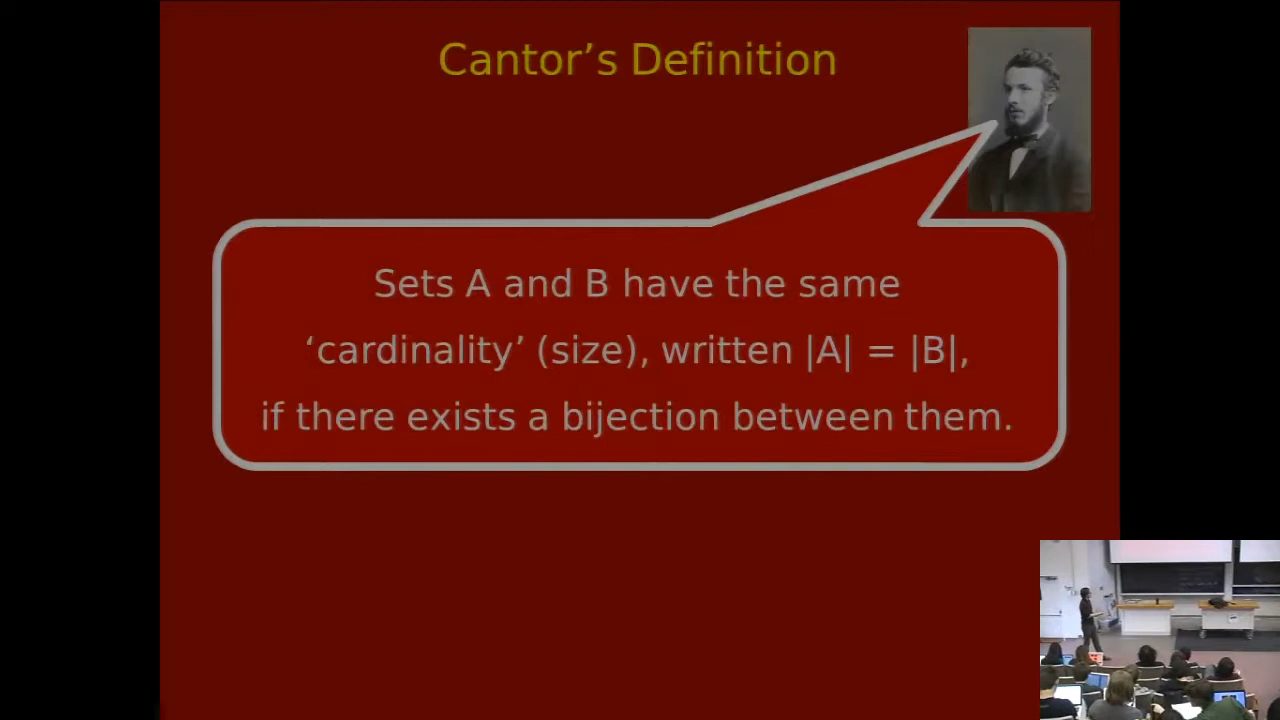 Cantor’s Definition
Sets A and B have the same
‘cardinality’ (size), written |A| = |B|,
if there exists a bijection between them.